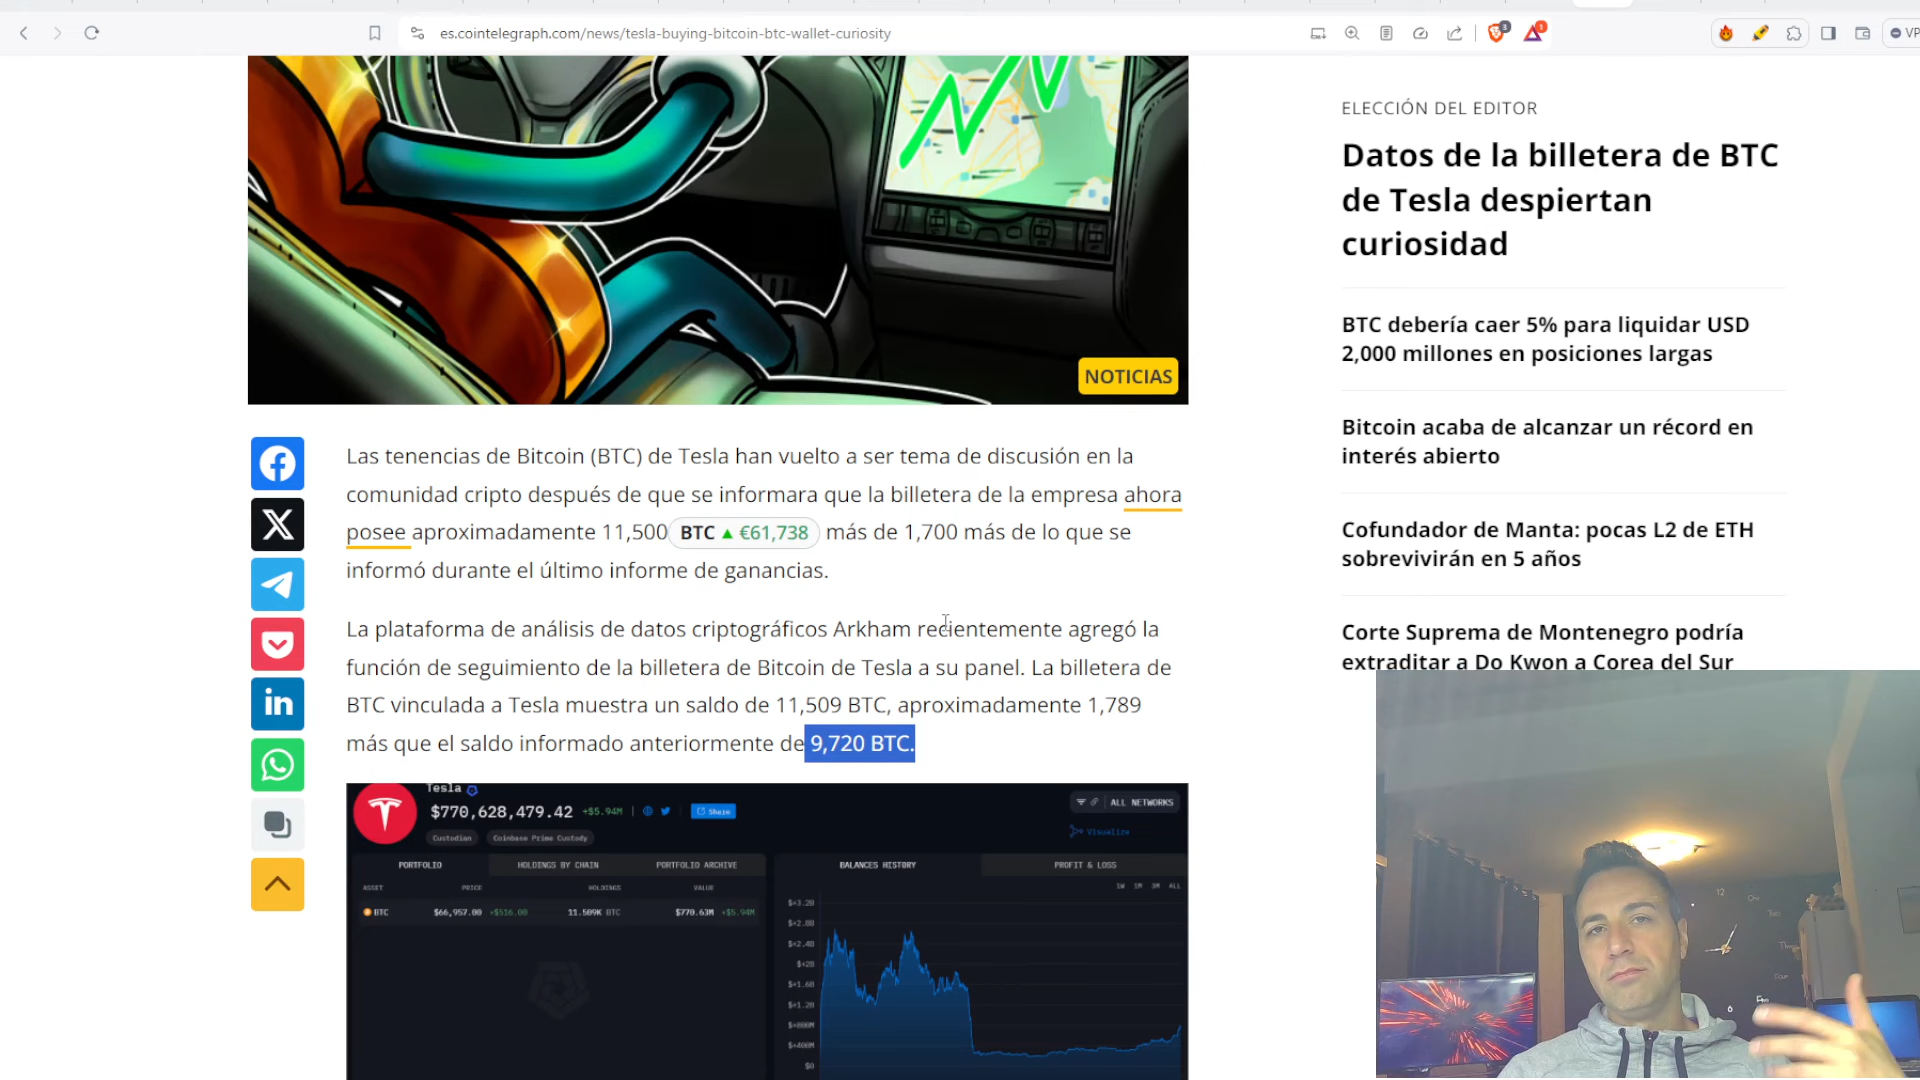 es.cointelegraph.com/news/tesla-buying-bitcoin-btc-wallet-curiosity
3
1
VP
NOTICIAS
Las tenencias de Bitcoin (BTC) de Tesla han vuelto a ser tema de discusión en la
comunidad cripto después de que se informara que la billetera de la empresa ahora
posee aproximadamente 11,500 BTC ▲ €61,738 más de 1,700 más de lo que se
informó durante el último informe de ganancias.
La plataforma de análisis de datos criptográficos Arkham recientemente agregó la
función de seguimiento de la billetera de Bitcoin de Tesla a su panel. La billetera de
BTC vinculada a Tesla muestra un saldo de 11,509 BTC, aproximadamente 1,789
más que el saldo informado anteriormente de 9,720 BTC.
Tesla
$770,628,479.42 +$5.94M
Share
ALL NETWORKS
Custodian
Coinbase Prime Custody
Visualize
PORTFOLIO
HOLDINGS BY CHAIN
PORTFOLIO ARCHIVE
BALANCES HISTORY
PROFIT & LOSS
1W 1M 3M ALL
ASSET
PRICE
HOLDINGS
VALUE
BTC
$66,957.00 +$516.00
11.509K BTC
$770.63M +$5.94M
ELECCIÓN DEL EDITOR
Datos de la billetera de BTC
de Tesla despiertan
curiosidad
BTC debería caer 5% para liquidar USD
2,000 millones en posiciones largas
Bitcoin acaba de alcanzar un récord en
interés abierto
Cofundador de Manta: pocas L2 de ETH
sobrevivirán en 5 años
Corte Suprema de Montenegro podría
extraditar a Do Kwon a Corea del Sur
12
6